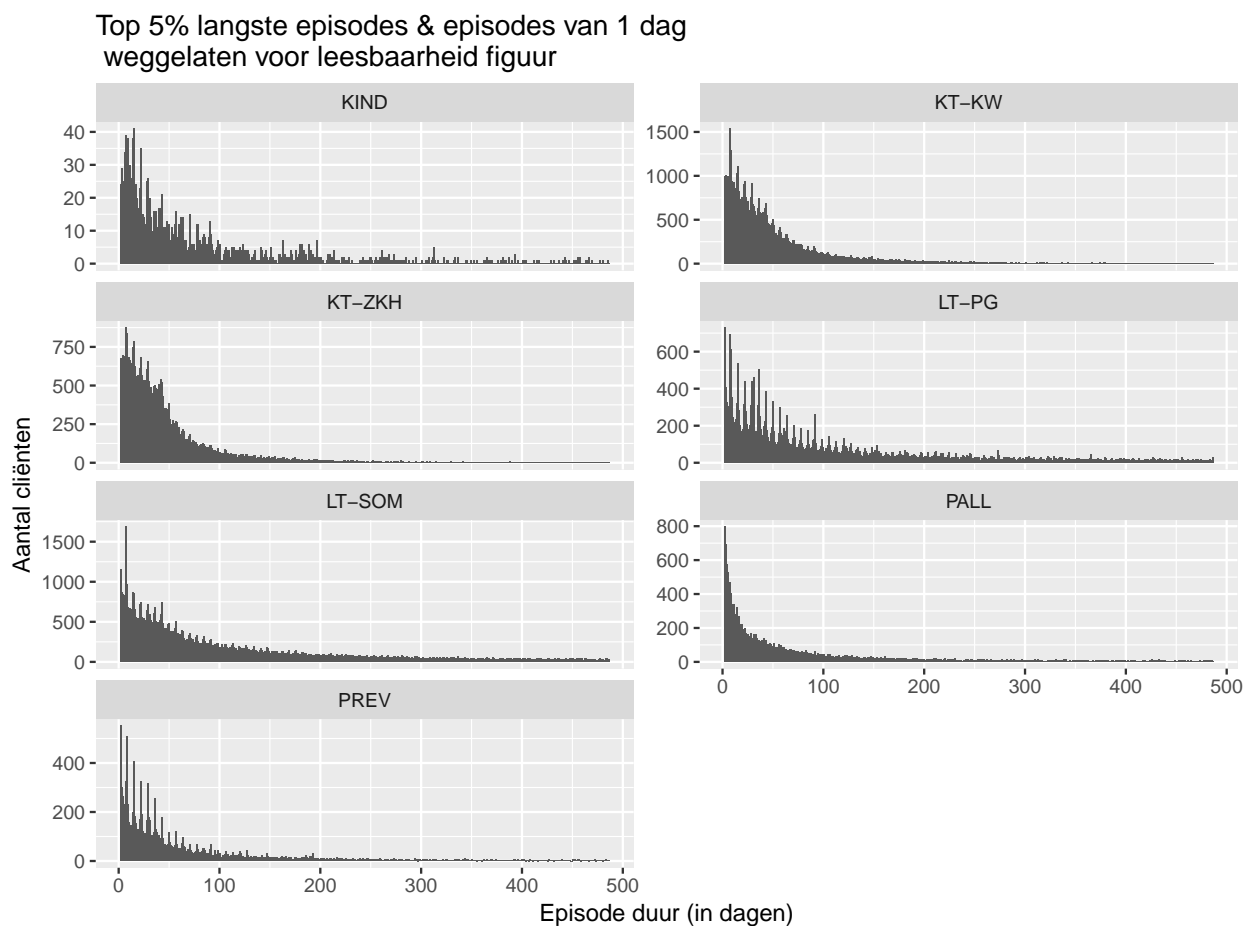 Top 5% langste episodes & episodes van 1 dag
weggelaten voor leesbaarheid figuur
KIND
40
30
20
10
0
KT−KW
1500
1000
500
0
KT−ZKH
750
500
250
0
LT−PG
600
400
200
0
LT−SOM
1500
1000
500
0
PALL
800
600
400
200
0
0 100 200 300 400 500
PREV
400
200
0
0 100 200 300 400 500
Aantal cliënten
Episode duur (in dagen)